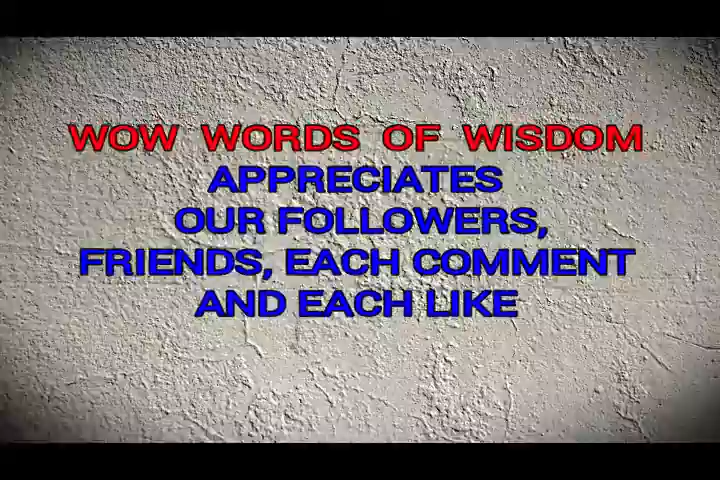 WOW WORDS OF WISDOM
APPRECIATES
OUR FOLLOWERS,
FRIENDS, EACH COMMENT
AND EACH LIKE